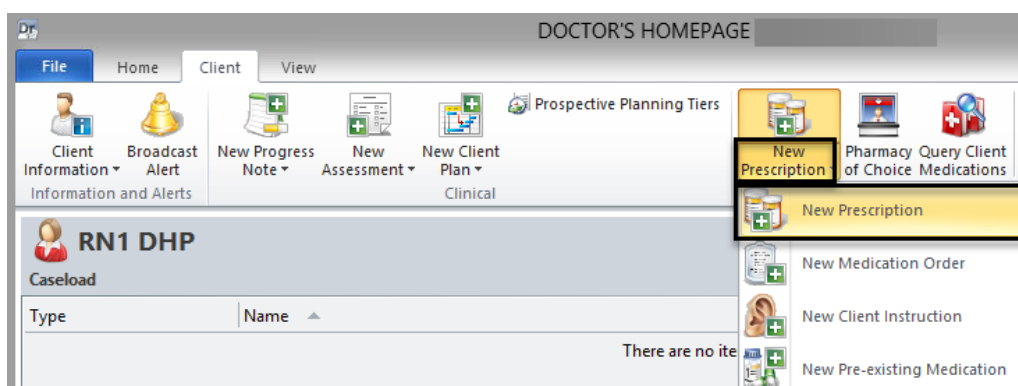 Dr
DOCTOR'S HOMEPAGE
File Home Client View
Client Information
Broadcast Alert
New Progress Note
New Assessment
New Client Plan
Prospective Planning Tiers
New Prescription
Pharmacy of Choice
Query Client Medications
Information and Alerts
Clinical
New Prescription
RN1 DHP
New Medication Order
Caseload
Type Name
New Client Instruction
There are no ite
New Pre-existing Medication